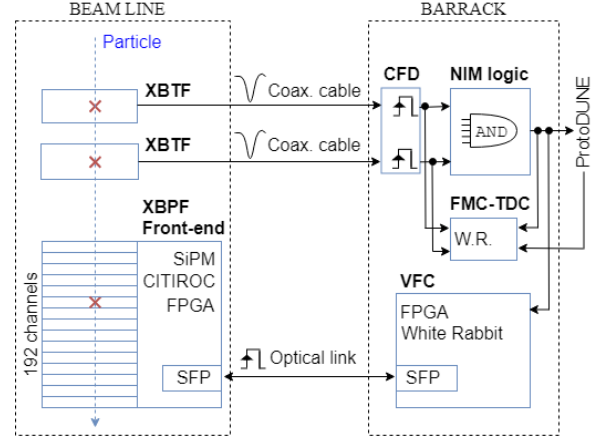 BEAM LINE
BARRACK
Particle
XBTF
Coax. cable
CFD
NIM logic
AND
ProtoDUNE
XBTF
Coax. cable
XBPF
Front-end
FMC-TDC
W.R.
SiPM
CITIROC
FPGA
192 channels
VFC
FPGA
White Rabbit
SFP
Optical link
SFP